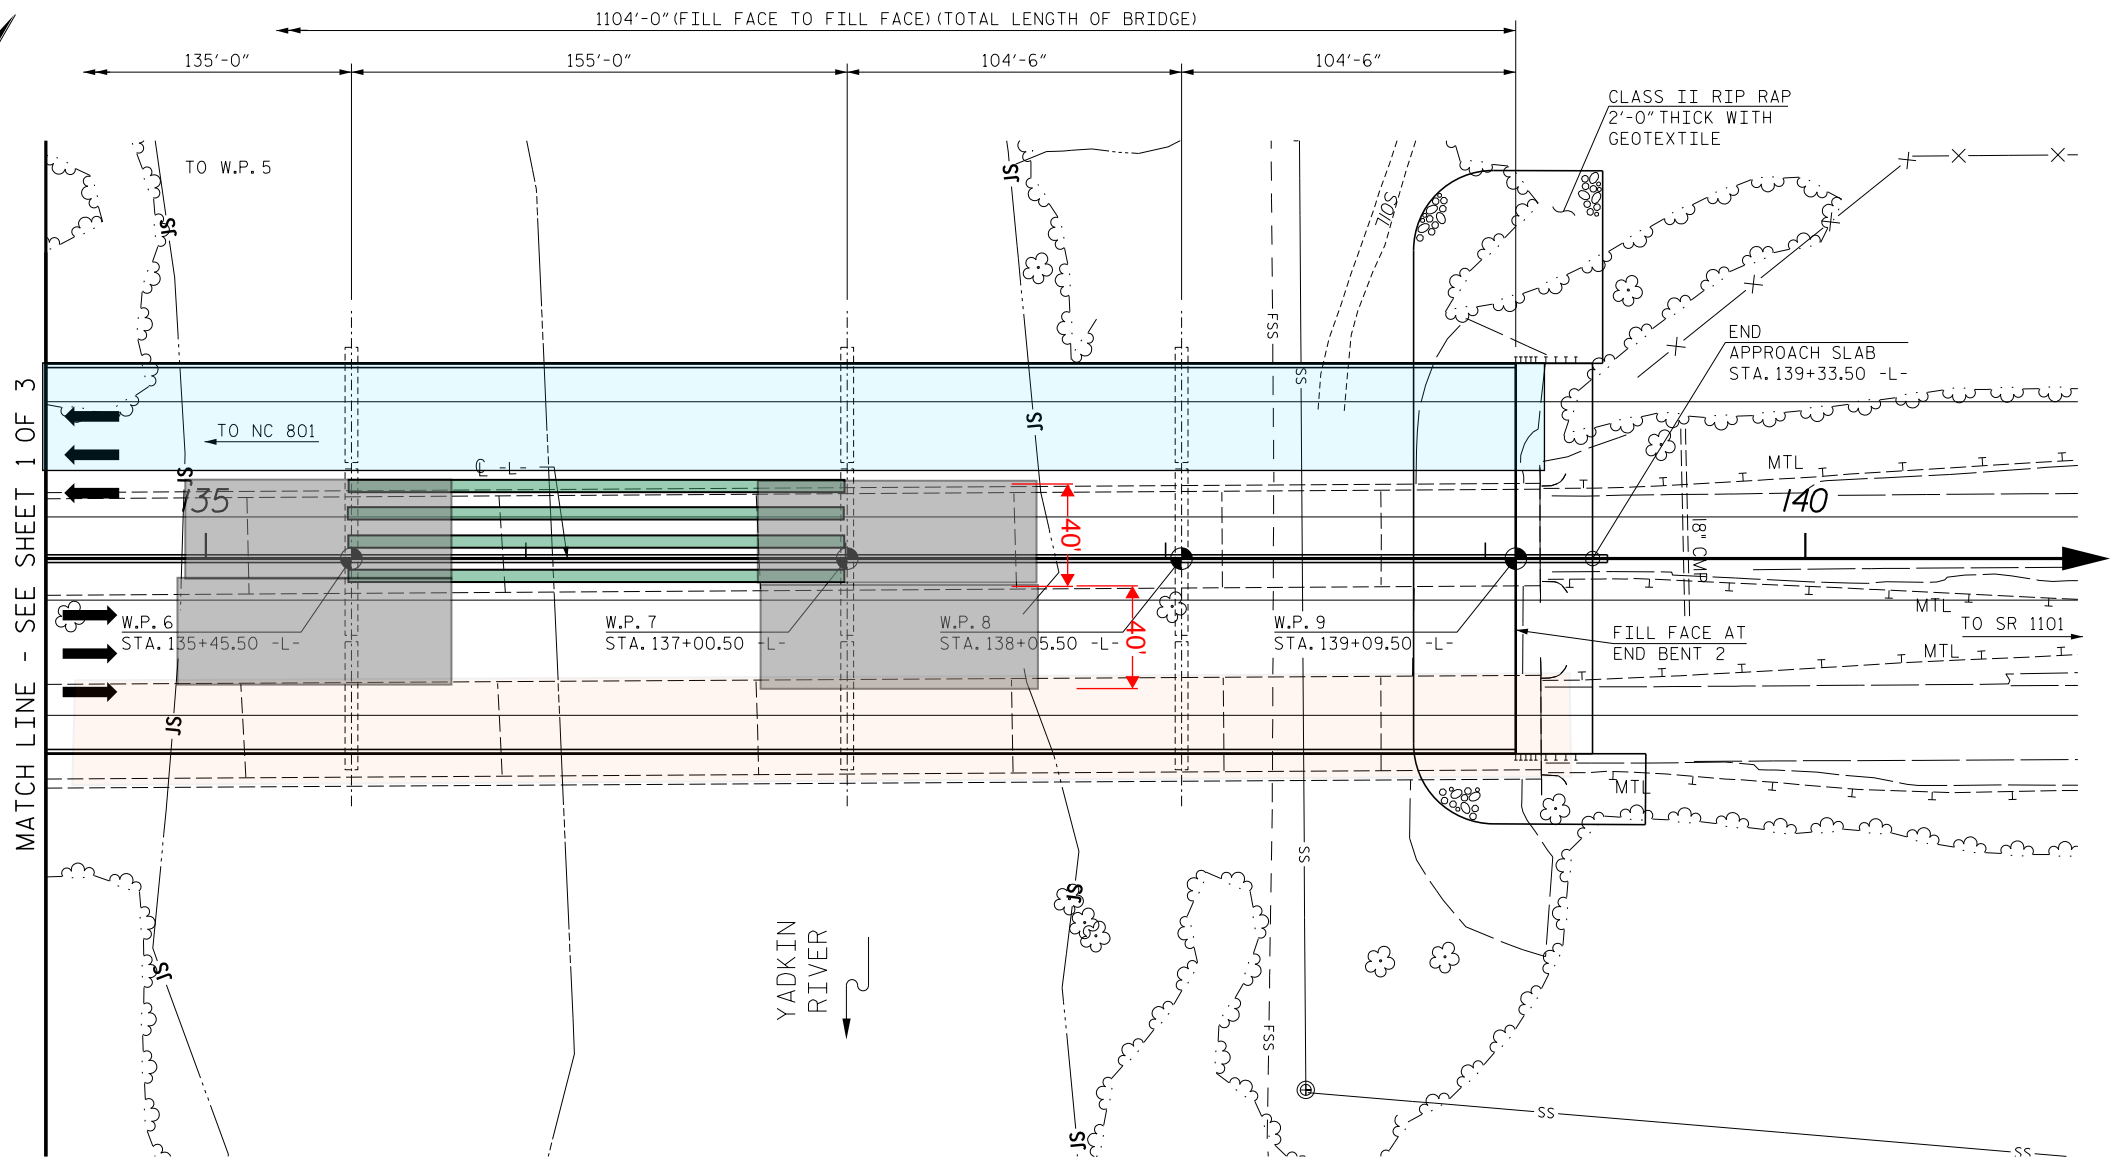 1104'-0" (FILL FACE TO FILL FACE) (TOTAL LENGTH OF BRIDGE)
135'-0"
155'-0"
104'-6"
104'-6"
CLASS II RIP RAP
2'-0" THICK WITH
GEOTEXTILE
TO W.P. 5
JS
JS
SOIL
FSS
SS
END
APPROACH SLAB
STA. 139+33.50 -L-
MATCH LINE - SEE SHEET 1 OF 3
TO NC 801
℄ -L-
JS
JS
135
MTL
140
40'
18" CMP
W.P. 6
STA. 135+45.50 -L-
W.P. 7
STA. 137+00.50 -L-
W.P. 8
STA. 138+05.50 -L-
40'
W.P. 9
STA. 139+09.50 -L-
FILL FACE AT
END BENT 2
MTL
TO SR 1101
MTL
JS
MTL
SS
JS
YADKIN
RIVER
JS
FSS
JS
SS
SS